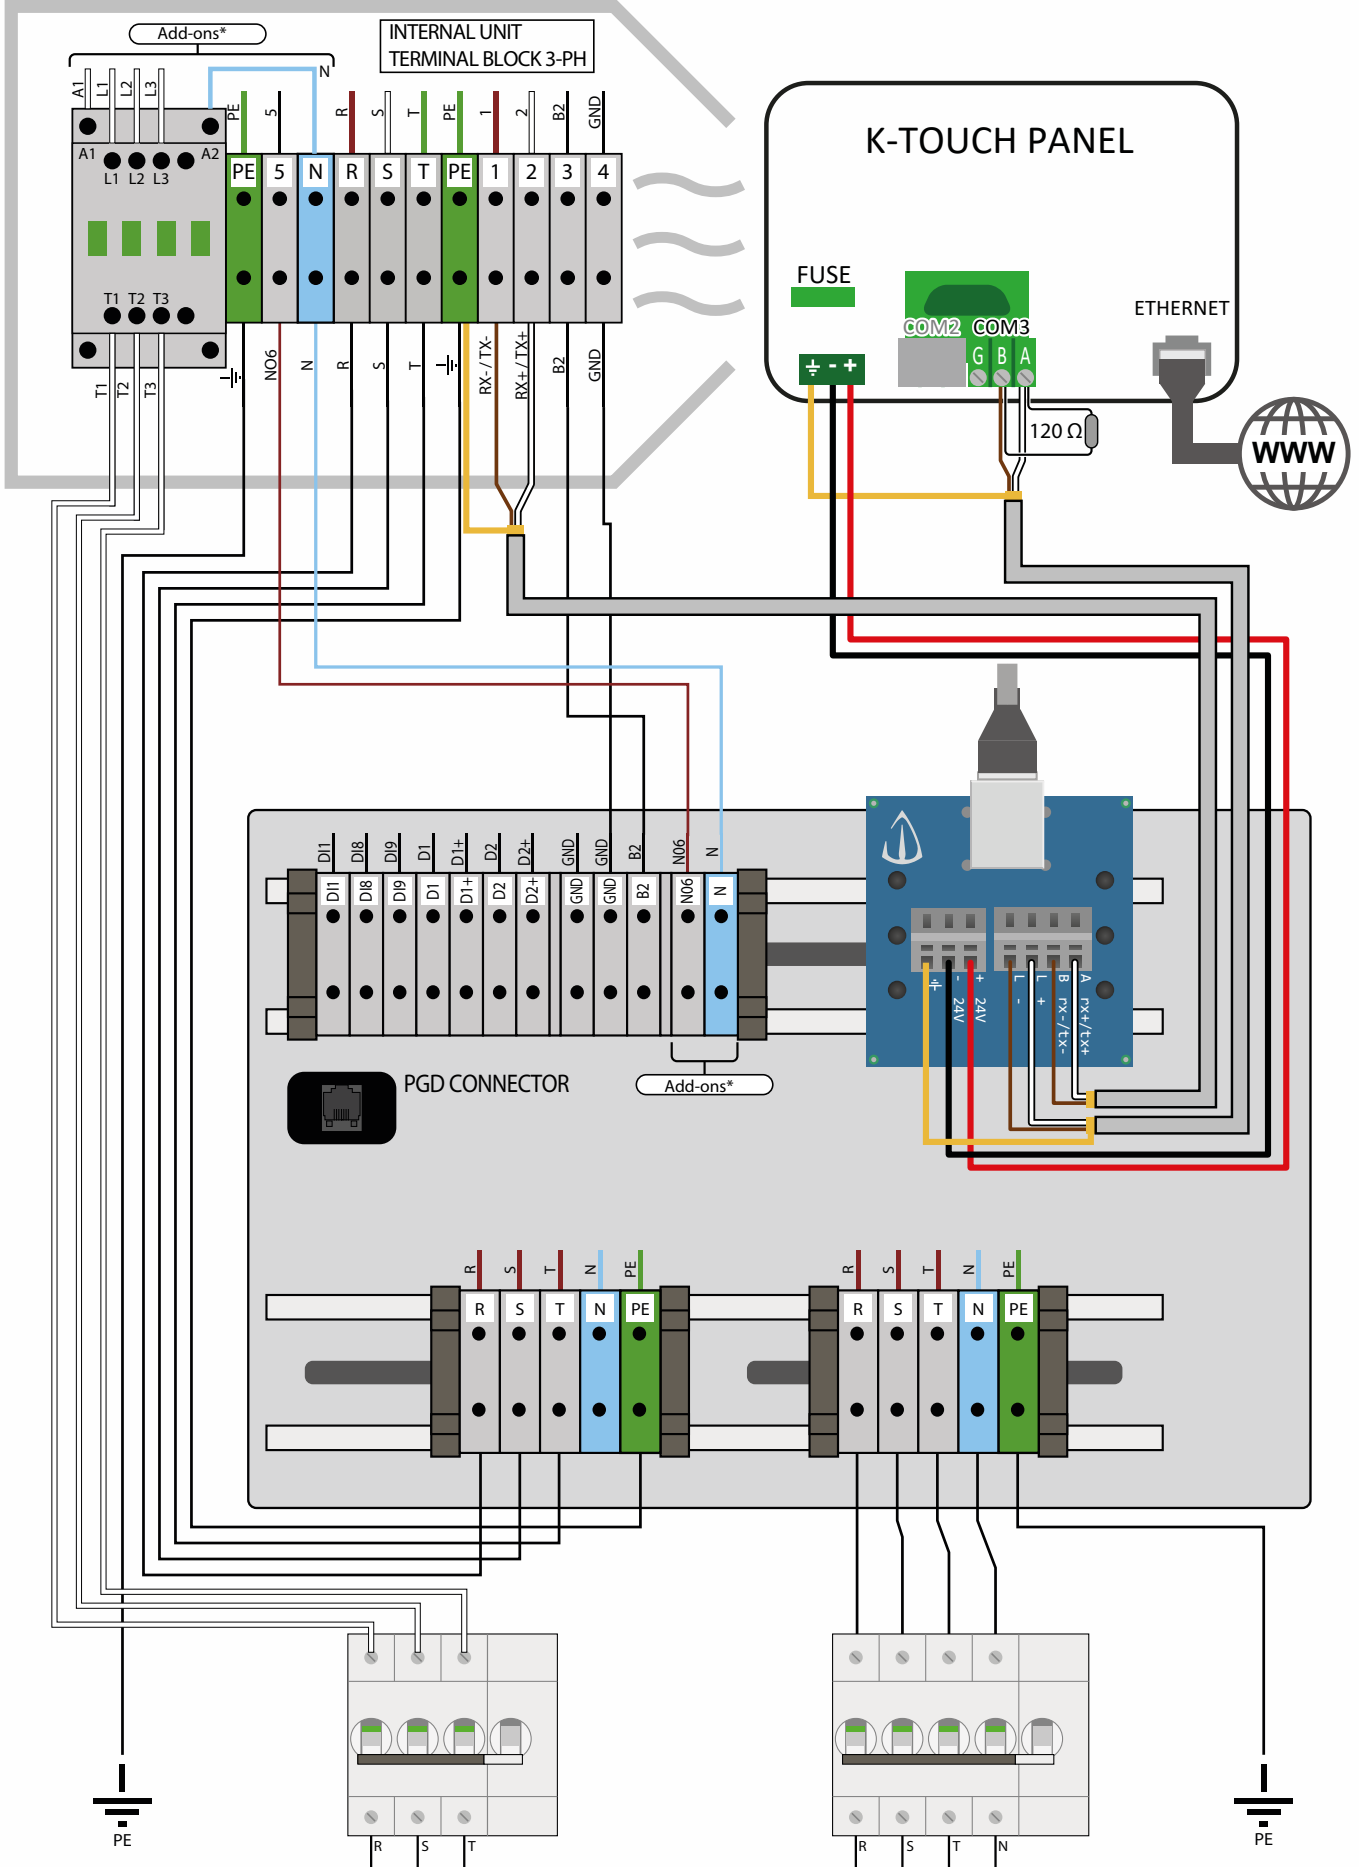 Add-ons*
INTERNAL UNIT
TERMINAL BLOCK 3-PH
N
A1 L1 L2 L3 PE 5 R S T PE 1 2 B2 GND
A1 A2
L1 L2 L3
PE 5 N R S T PE 1 2 3 4
T1 T2 T3
T1 T2 T3 NO6 N R S T RX- / TX- RX+ / TX+ B2 GND
K-TOUCH PANEL
FUSE
COM2 COM3
ETHERNET
G B A
- +
120 Ω
WWW
DI1 DI8 DI9 D1 D1+ D2 D2+ GND GND B2 N06 N
DI1 DI8 DI9 D1 D1+ D2 D2+ GND GND B2 N06 N
- 24V
+ 24V
L -
L +
B rx-/tx-
A rx+/tx+
PGD CONNECTOR
Add-ons*
R S T N PE
R S T N PE
R S T N PE
R S T N PE
PE
R S T
R S T N
PE